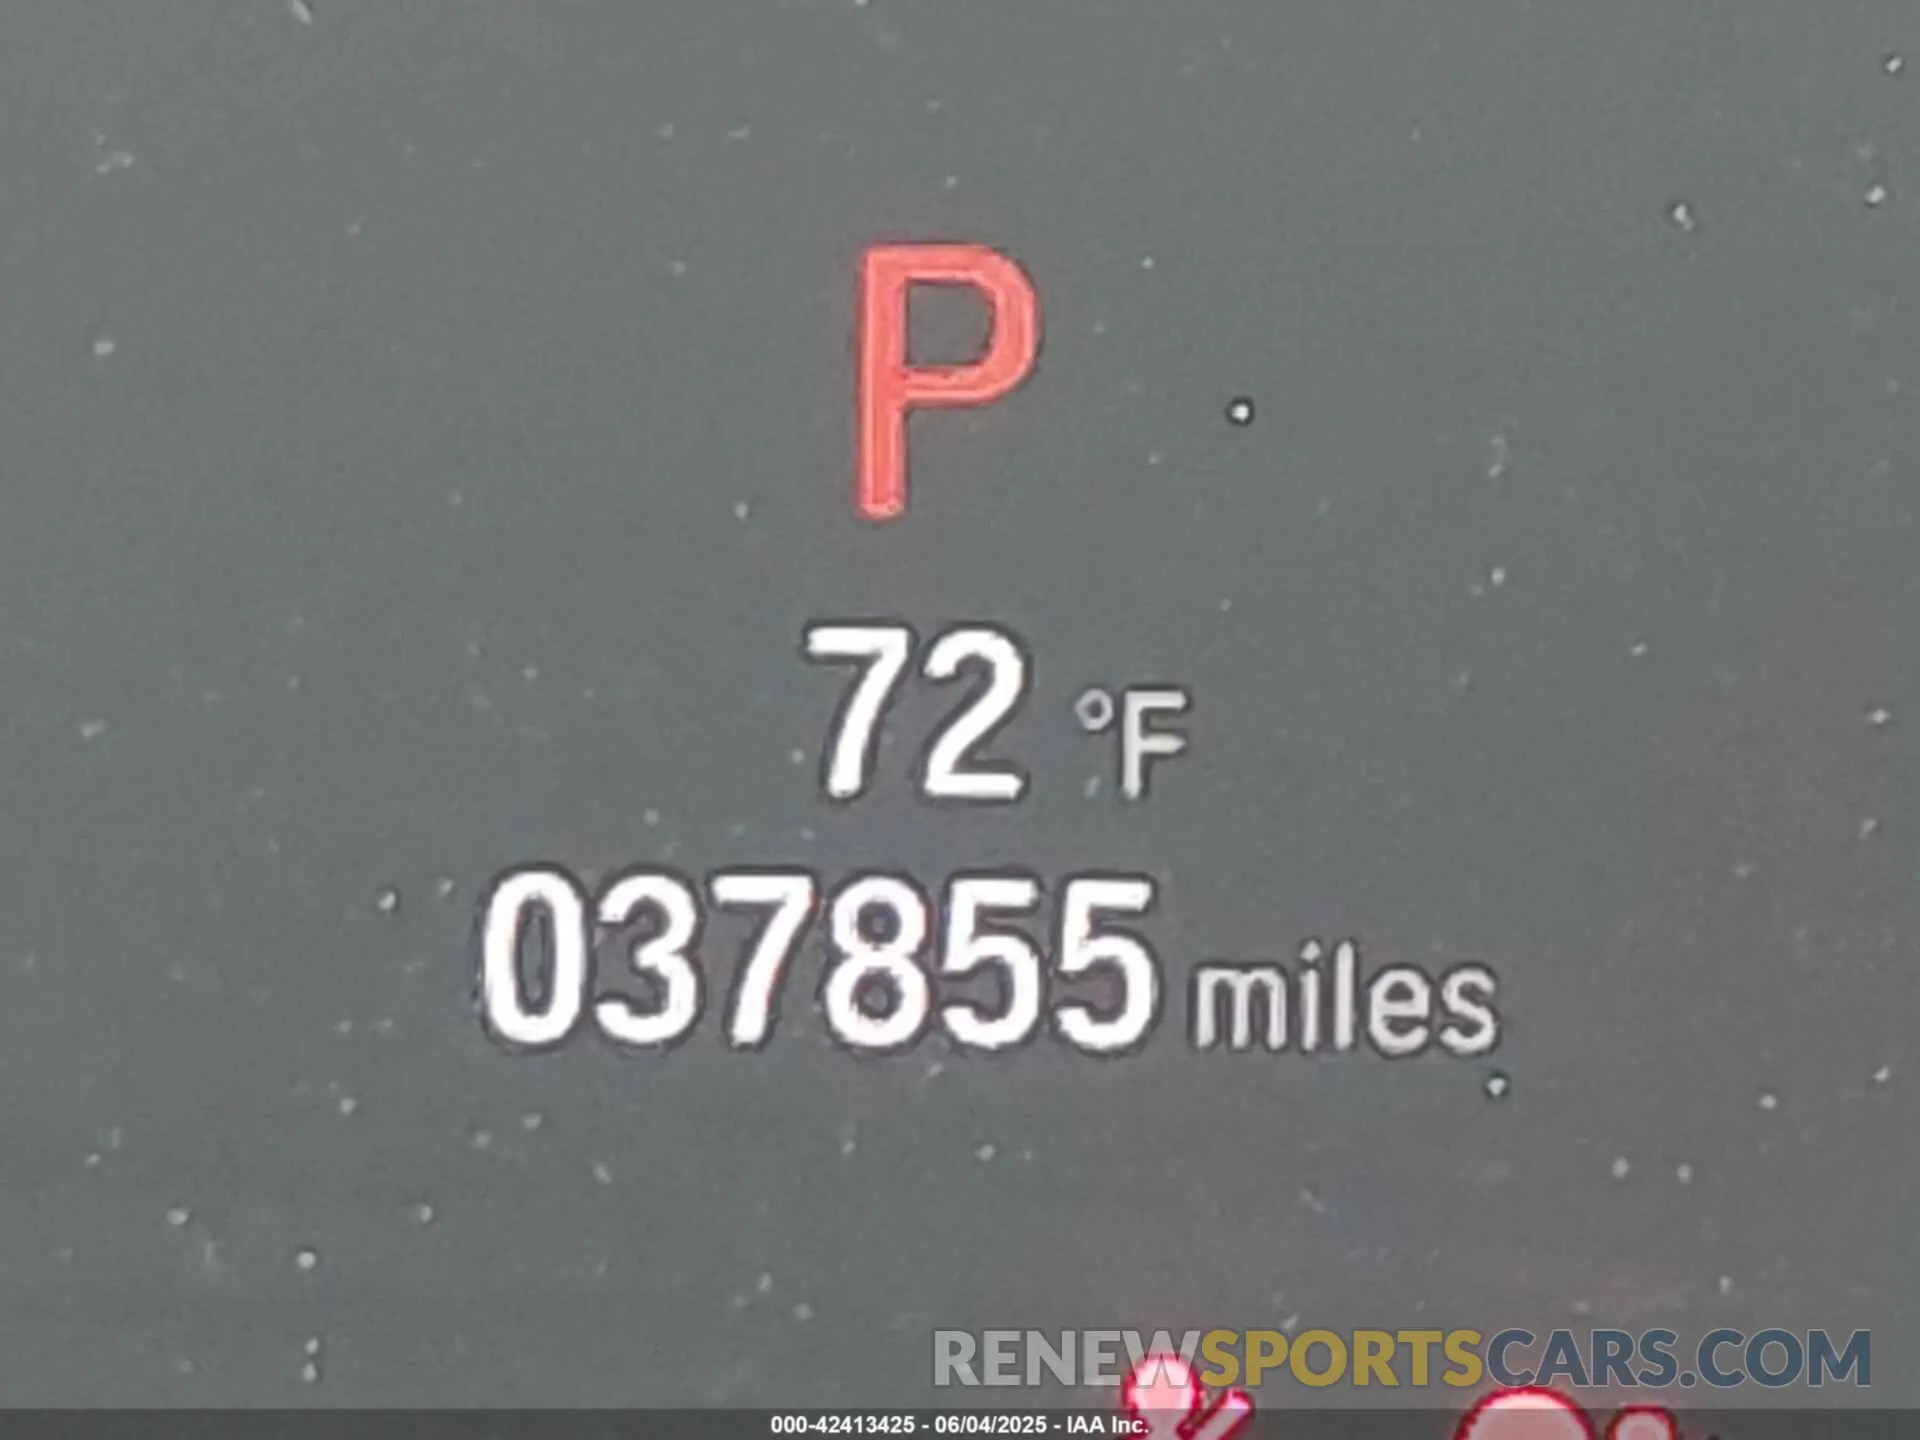 P
72 °F
037855 miles
RENEWSPORTSCARS.COM
000-42413425 - 06/04/2025 - IAA Inc.